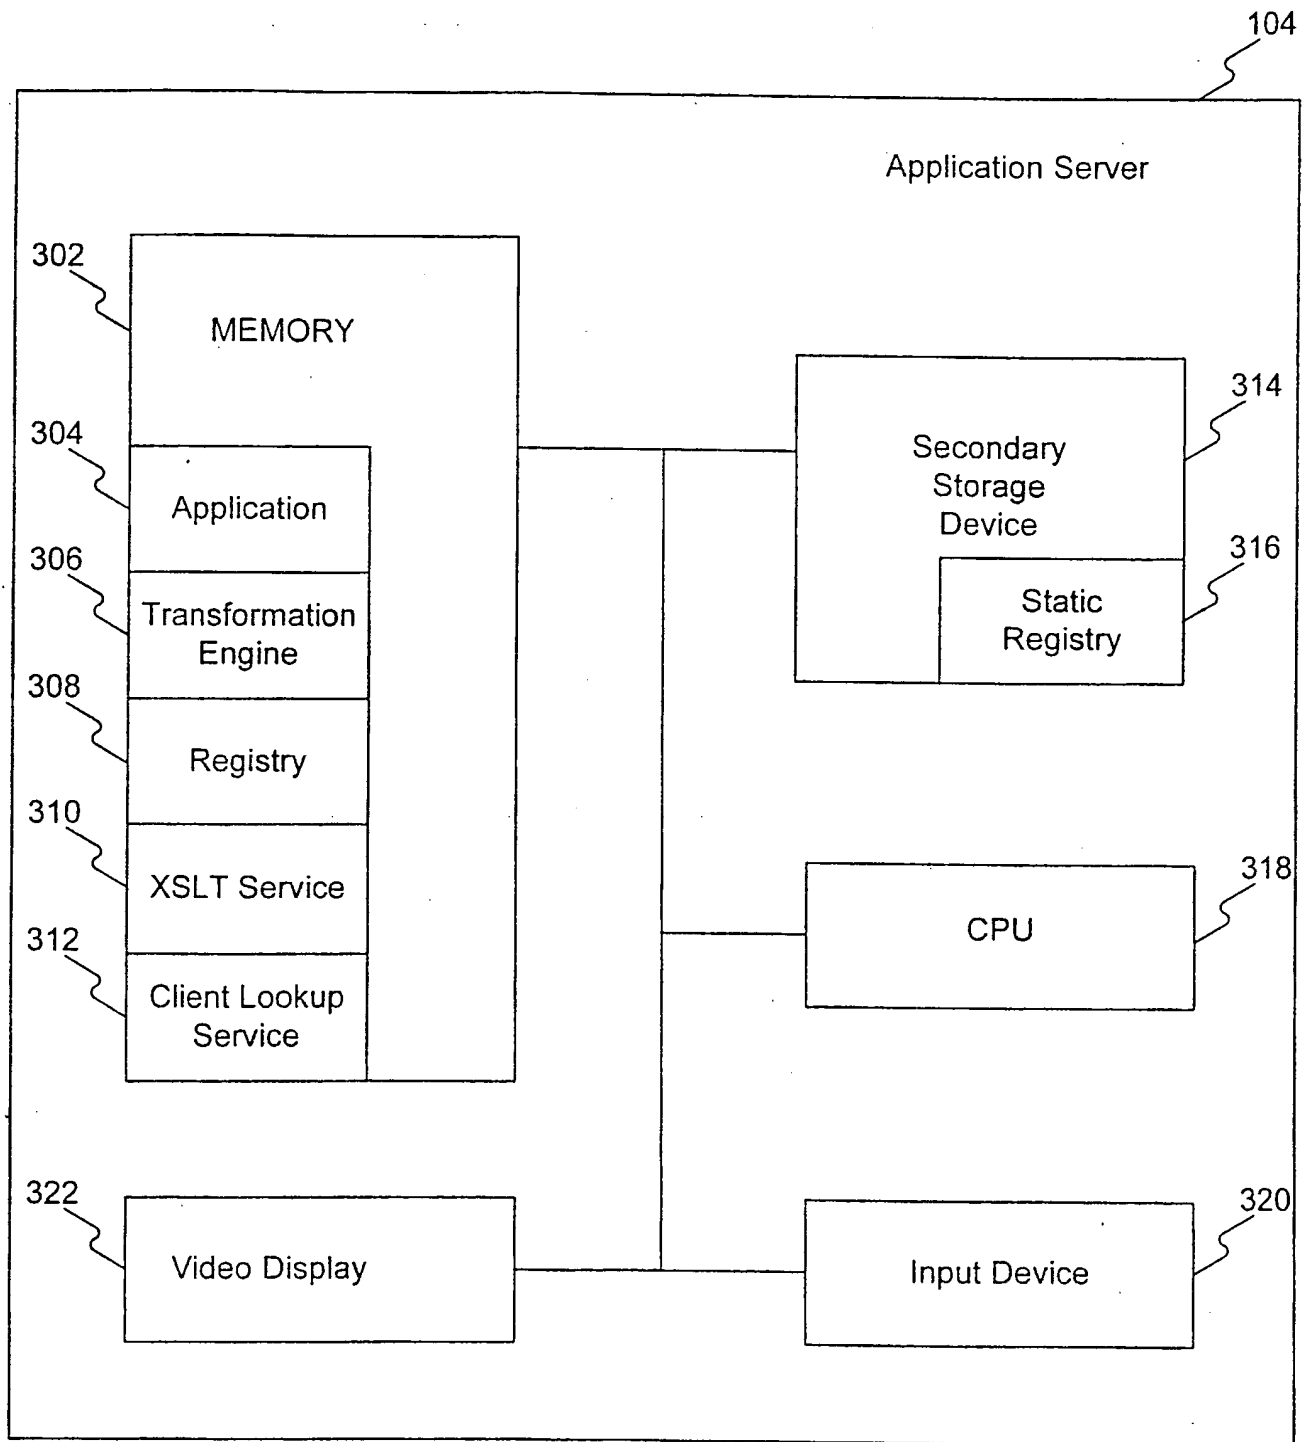 104
Application Server
302
MEMORY
304
Application
306
Transformation
Engine
308
Registry
310
XSLT Service
312
Client Lookup
Service
314
Secondary
Storage
Device
316
Static
Registry
318
CPU
322
Video Display
320
Input Device